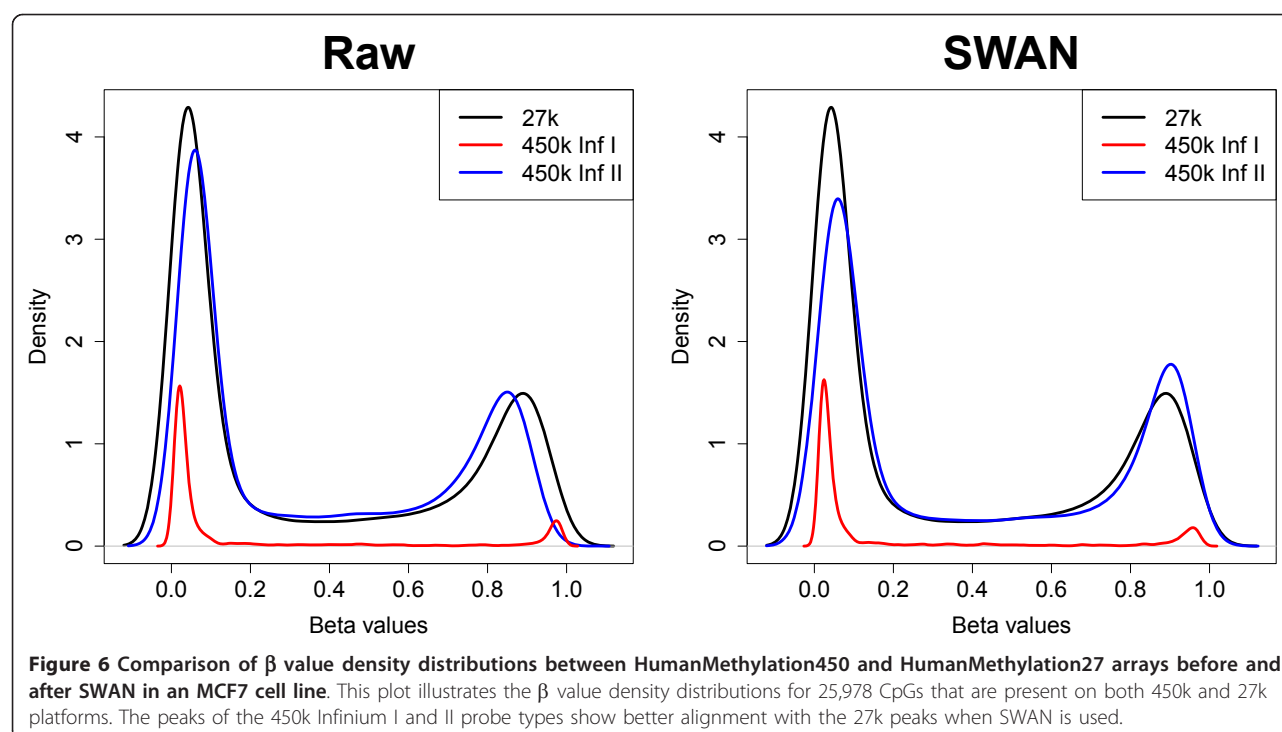 Raw
SWAN
27k
450k Inf I
450k Inf II
Density
4
3
2
1
0
0.0 0.2 0.4 0.6 0.8 1.0
Beta values
27k
450k Inf I
450k Inf II
Density
4
3
2
1
0
0.0 0.2 0.4 0.6 0.8 1.0
Beta values
Figure 6 Comparison of β value density distributions between HumanMethylation450 and HumanMethylation27 arrays before and
after SWAN in an MCF7 cell line. This plot illustrates the β value density distributions for 25,978 CpGs that are present on both 450k and 27k
platforms. The peaks of the 450k Infinium I and II probe types show better alignment with the 27k peaks when SWAN is used.